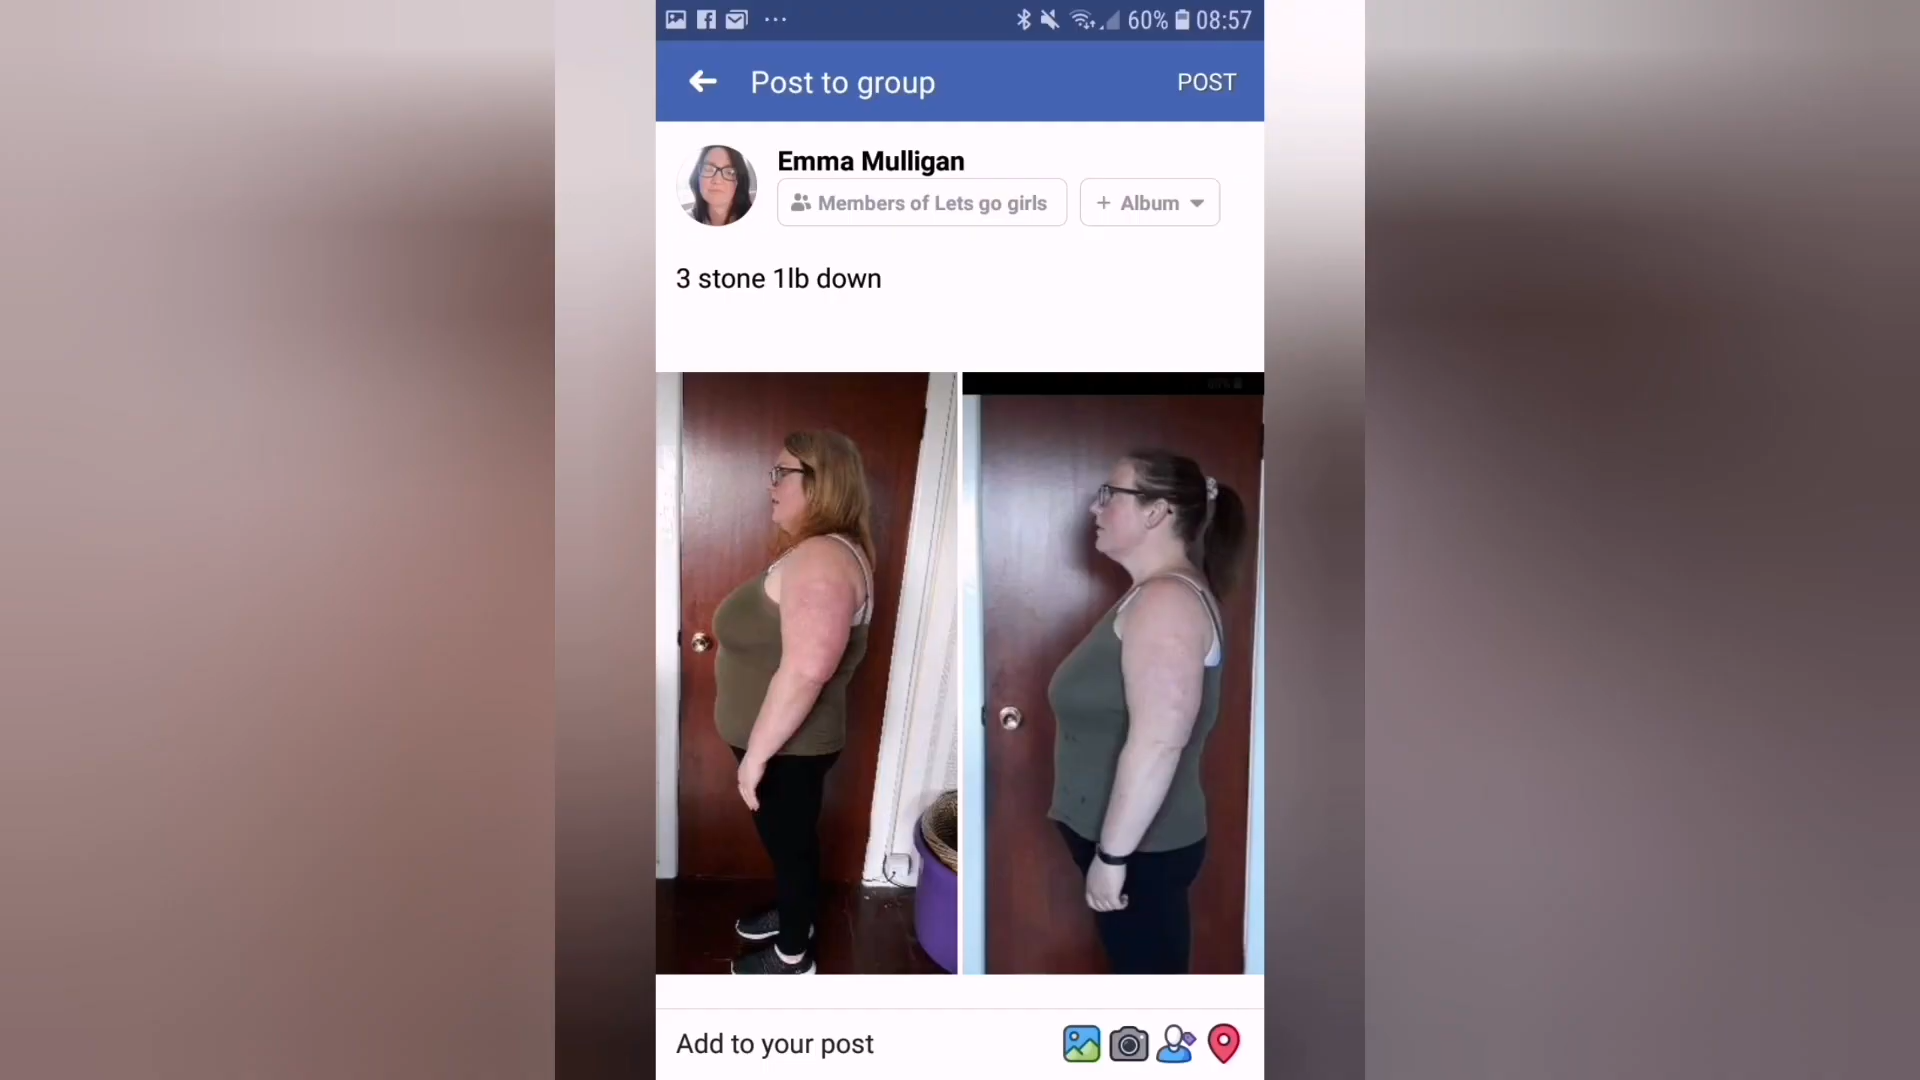 60% 08:57
Post to group POST
Emma Mulligan
Members of Lets go girls + Album
3 stone 1lb down
Add to your post